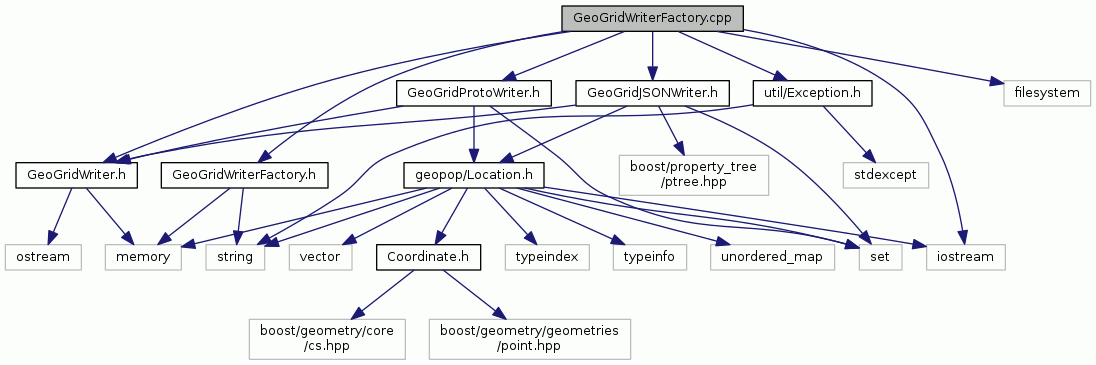 GeoGridWriterFactory.cpp
GeoGridProtoWriter.h
GeoGridJSONWriter.h
util/Exception.h
filesystem
GeoGridWriter.h
GeoGridWriterFactory.h
geopop/Location.h
boost/property_tree
/ptree.hpp
stdexcept
ostream
memory
string
vector
Coordinate.h
typeindex
typeinfo
unordered_map
set
iostream
boost/geometry/core
/cs.hpp
boost/geometry/geometries
/point.hpp